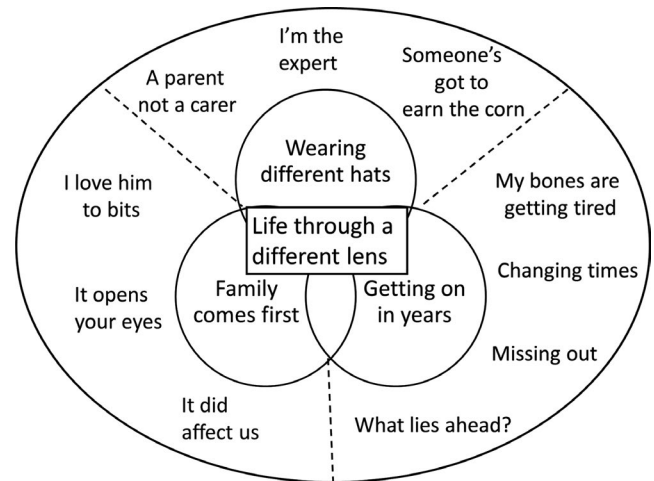 I'm the
expert
A parent
not a carer
Someone's
got to
earn the corn
Wearing
different hats
I love him
to bits
My bones are
getting tired
Life through a
different lens
Changing times
It opens
your eyes
Family
comes first
Getting on
in years
Missing out
It did
affect us
What lies ahead?